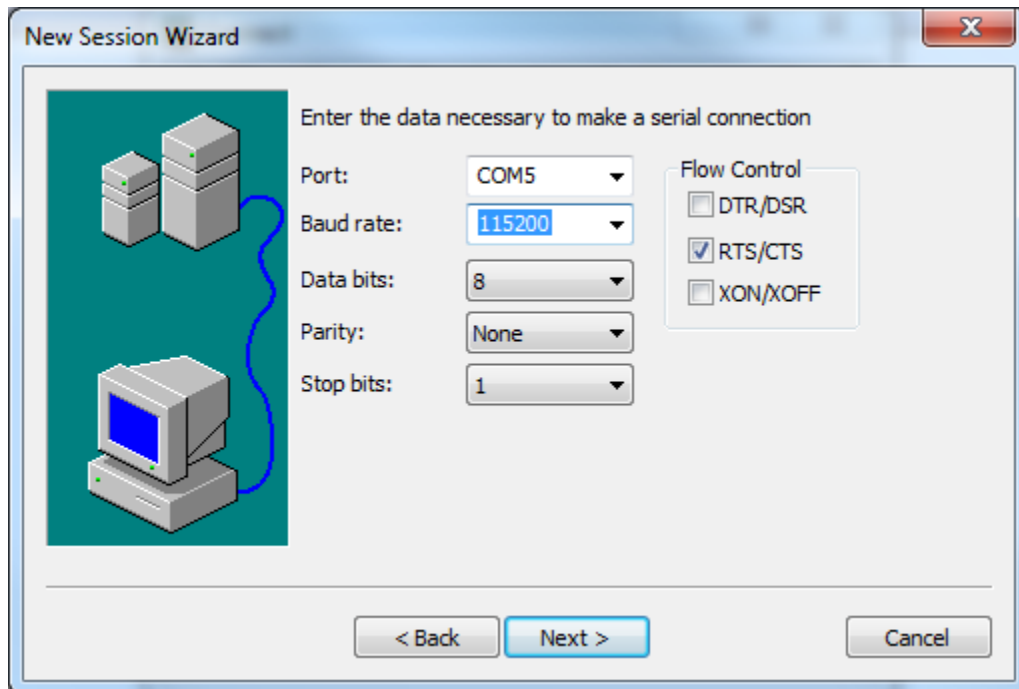 New Session Wizard
Enter the data necessary to make a serial connection
Port: COM5
Baud rate: 115200
Data bits: 8
Parity: None
Stop bits: 1
Flow Control
DTR/DSR
RTS/CTS
XON/XOFF
< Back Next > Cancel